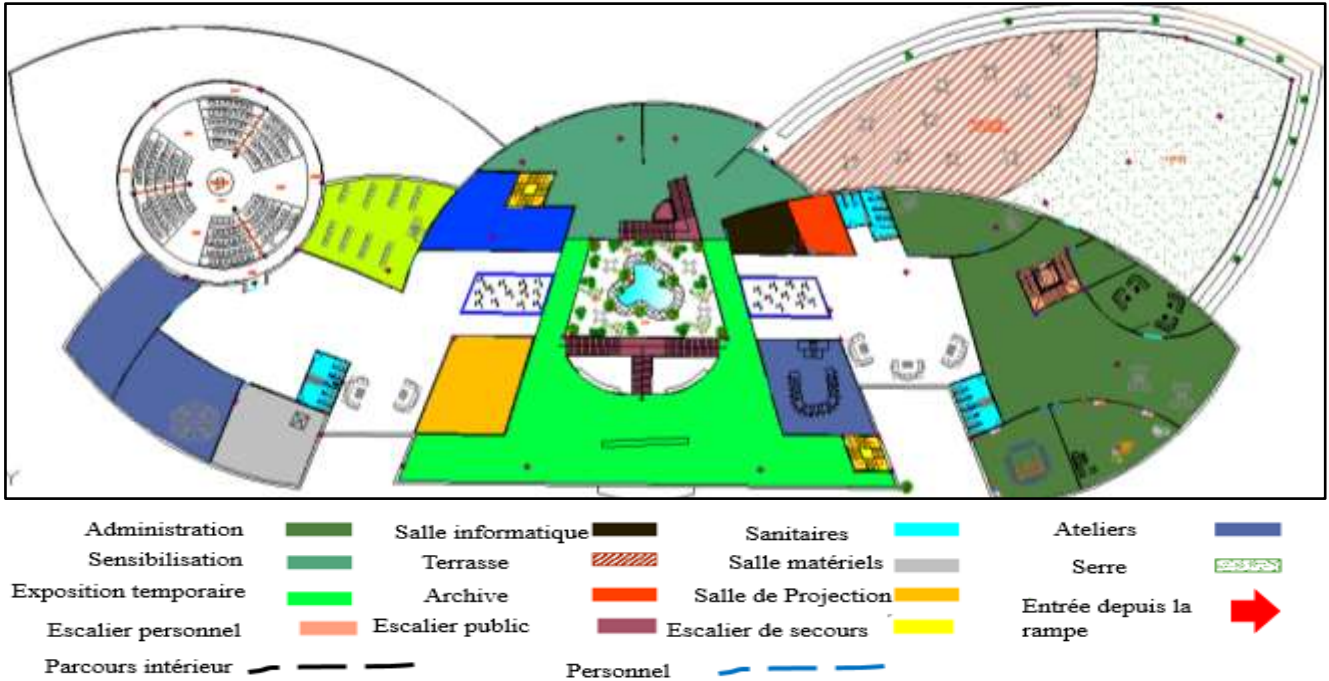 Y
Administration
Salle informatique
Sanitaires
Ateliers
Sensibilisation
Terrasse
Salle matériels
Serre
Exposition temporaire
Archive
Salle de Projection
Entrée depuis la
rampe
Escalier personnel
Escalier public
Escalier de secours
Parcours intérieur
Personnel